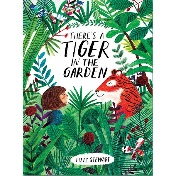 THERE'S A
TIGER
IN THE
GARDEN
LIZZY STEWART